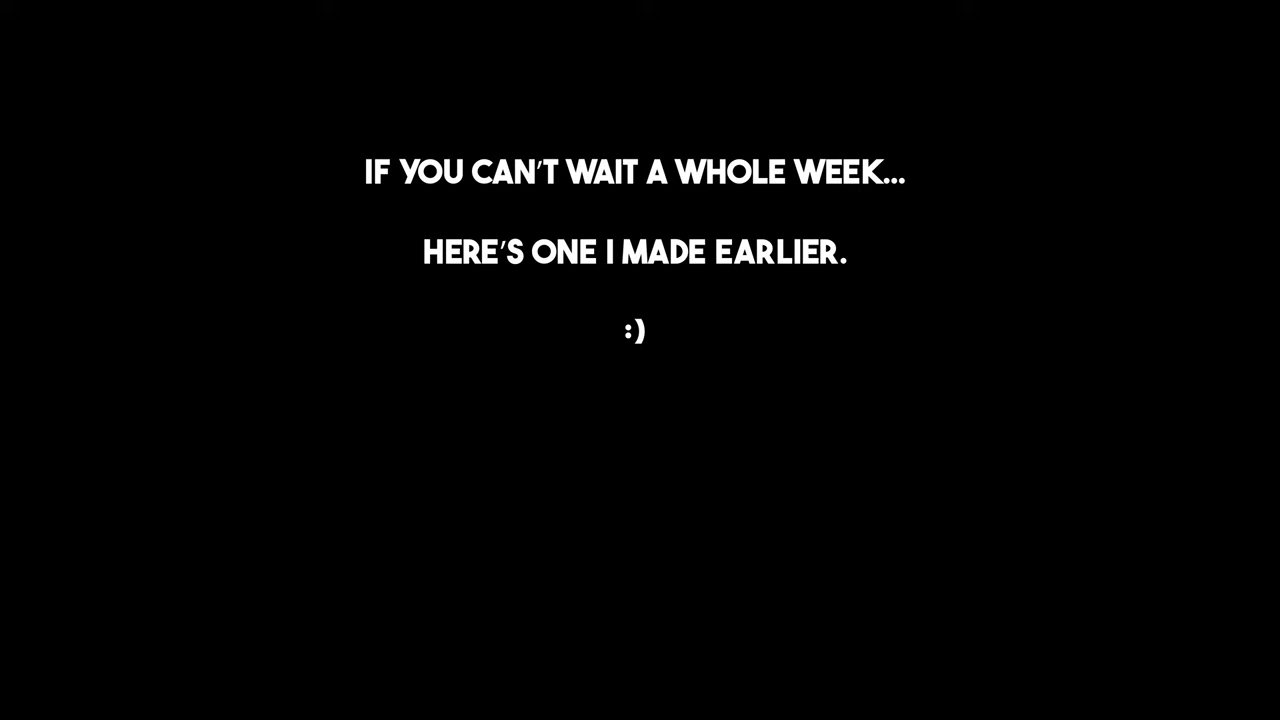 IF YOU CAN'T WAIT A WHOLE WEEK...
HERE'S ONE I MADE EARLIER.
:)